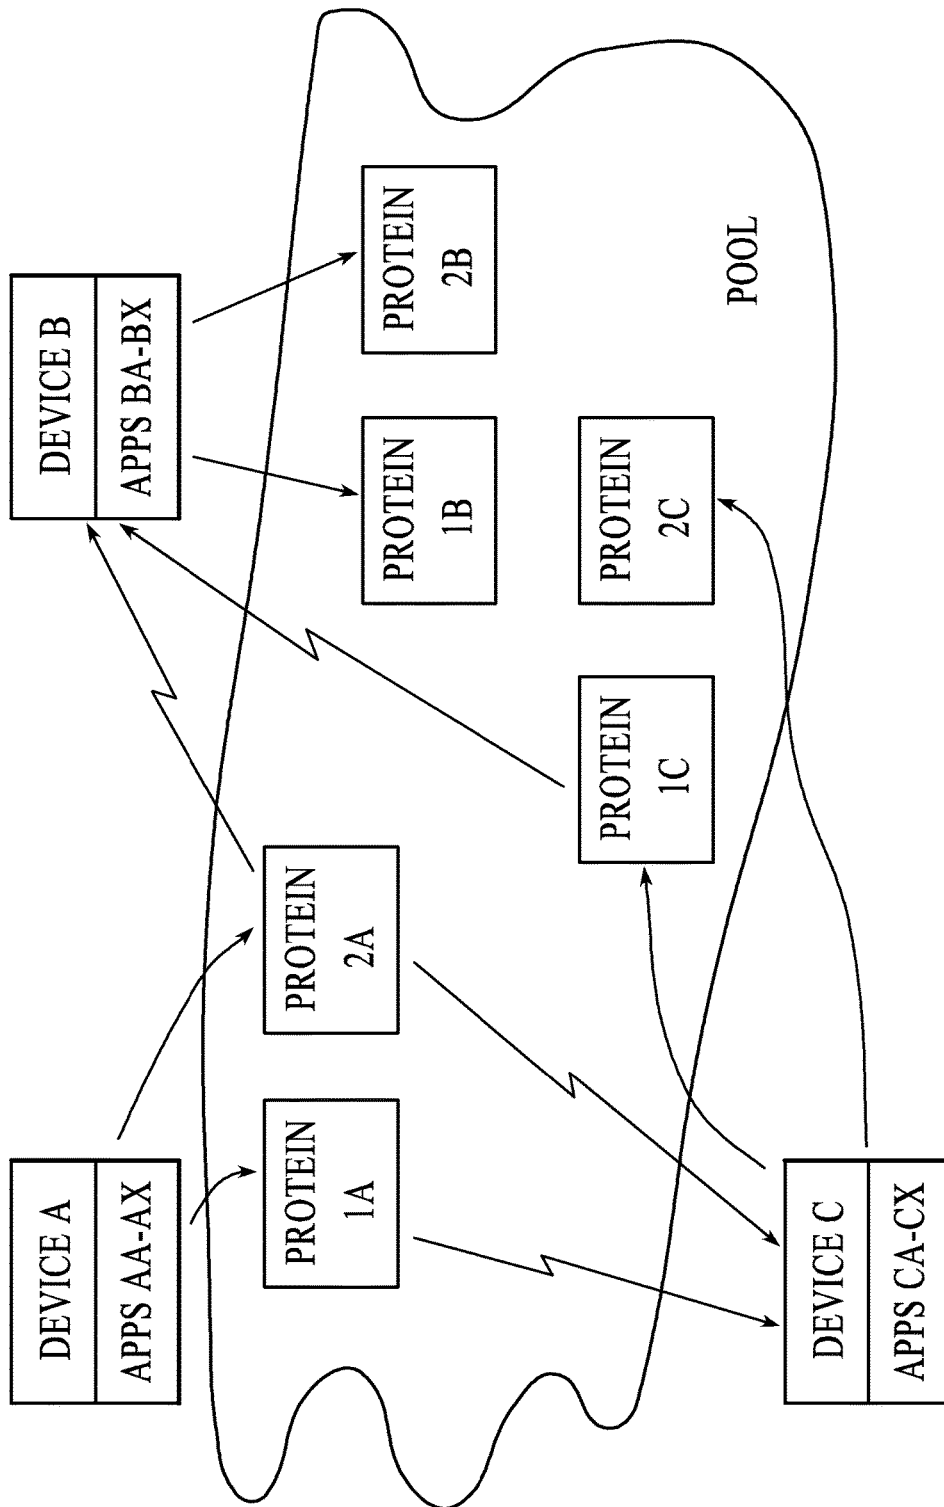 DEVICE A
APPS AA-AX
DEVICE B
APPS BA-BX
PROTEIN
1A
PROTEIN
2A
PROTEIN
1B
PROTEIN
2B
PROTEIN
1C
PROTEIN
2C
POOL
DEVICE C
APPS CA-CX